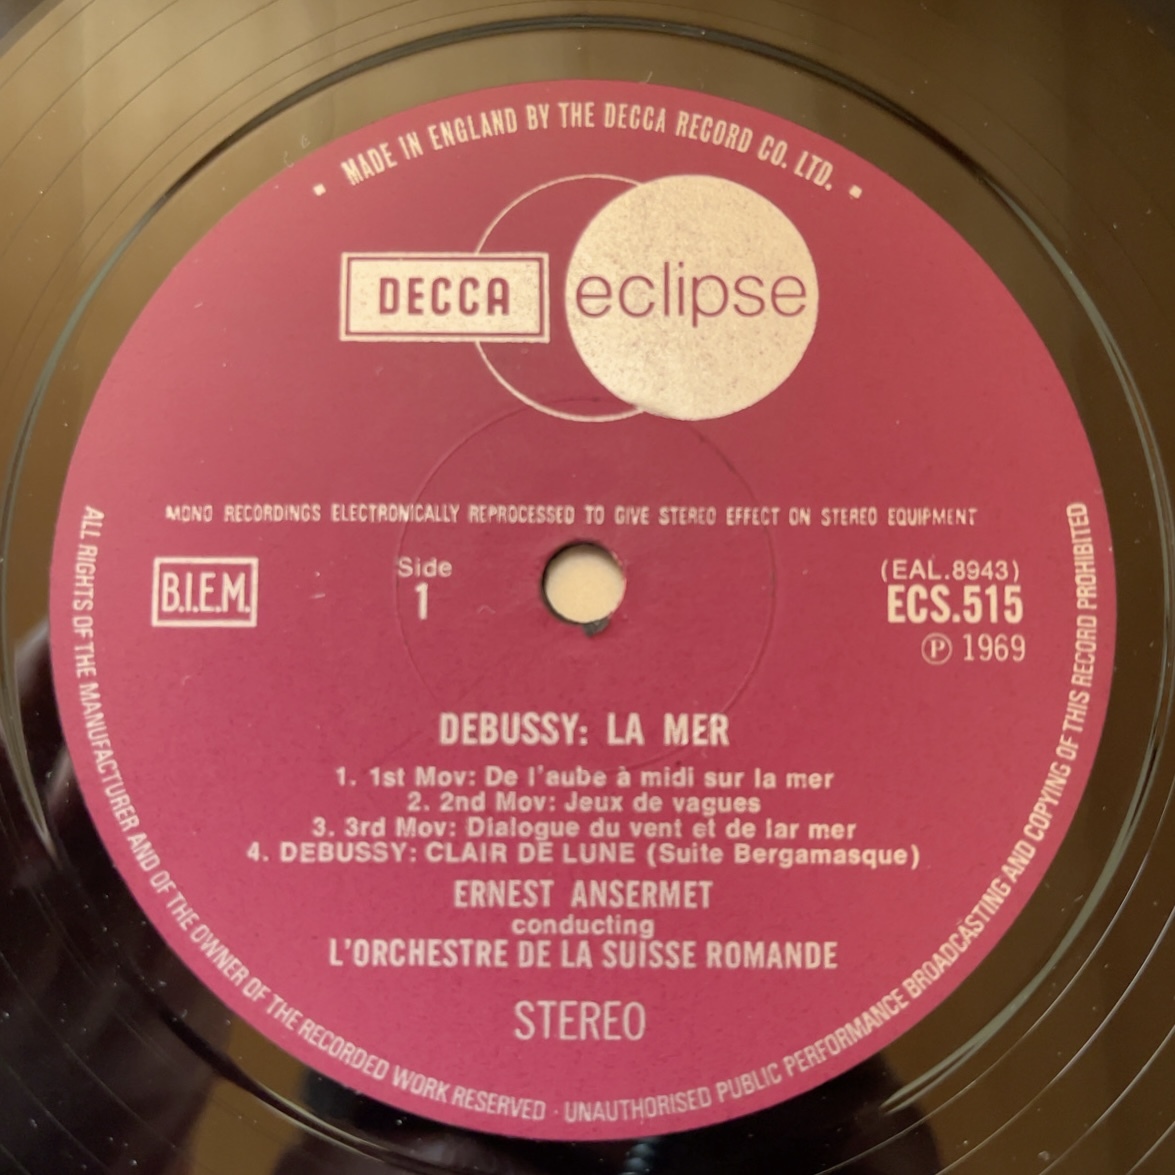 • MADE IN ENGLAND BY THE DECCA RECORD CO. LTD. •
DECCA eclipse
MONO RECORDINGS ELECTRONICALLY REPROCESSED TO GIVE STEREO EFFECT ON STEREO EQUIPMENT
B.I.E.M.
Side
1
(EAL.8943)
ECS.515
Ⓟ 1969
DEBUSSY: LA MER
1. 1st Mov: De l'aube à midi sur la mer
2. 2nd Mov: Jeux de vagues
3. 3rd Mov: Dialogue du vent et de lar mer
4. DEBUSSY: CLAIR DE LUNE (Suite Bergamasque)
ERNEST ANSERMET
conducting
L'ORCHESTRE DE LA SUISSE ROMANDE
STEREO
ALL RIGHTS OF THE MANUFACTURER AND OF THE OWNER OF THE RECORDED WORK RESERVED · UNAUTHORISED PUBLIC PERFORMANCE BROADCASTING AND COPYING OF THIS RECORD PROHIBITED